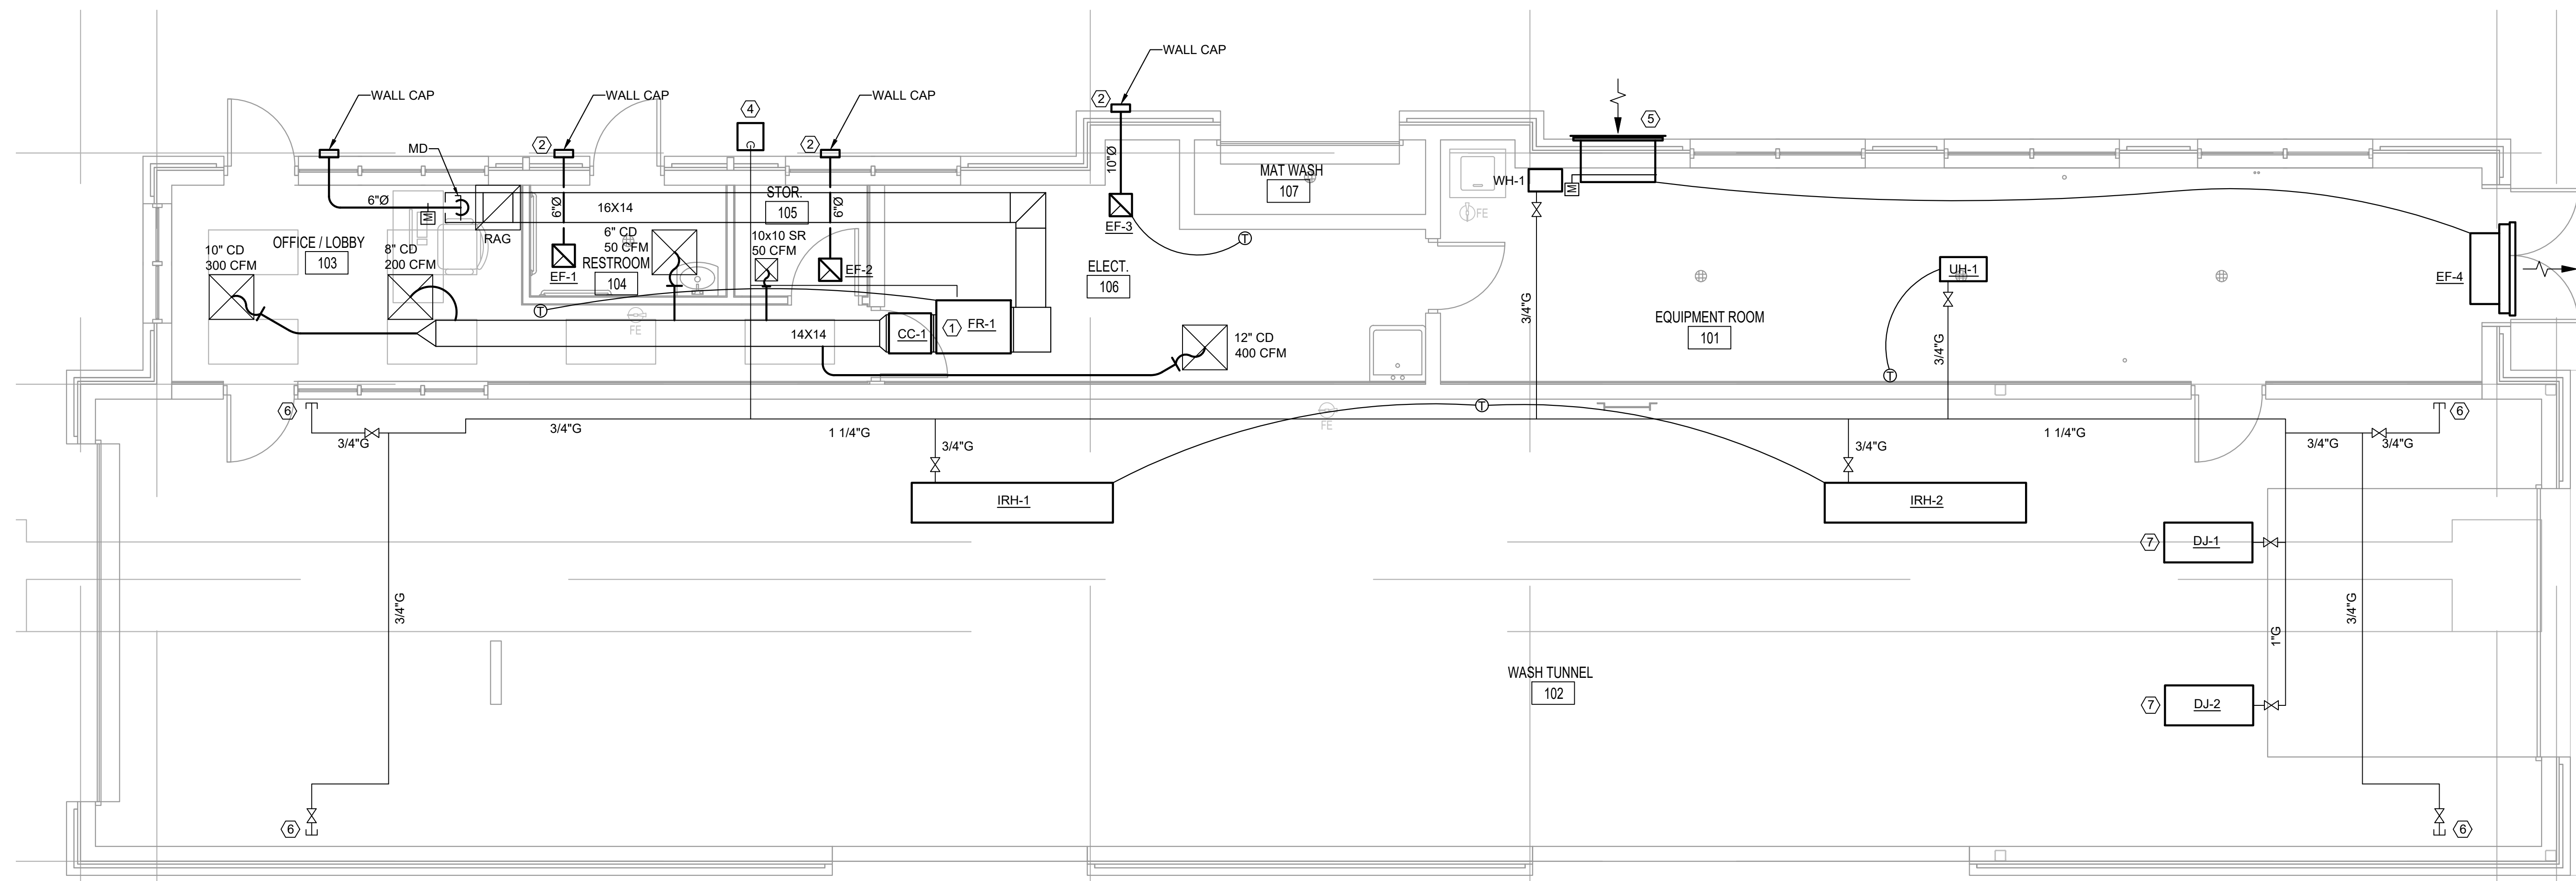 WALL CAP
WALL CAP
WALL CAP
WALL CAP
2
2
2
4
5
MD
6"Ø
M
6"Ø
6"Ø
10"Ø
16X14
RAG
STOR.
105
MAT WASH
107
WH-1
M
FE
OFFICE / LOBBY
103
10" CD
300 CFM
8" CD
200 CFM
6" CD
50 CFM
10x10 SR
50 CFM
EF-1
RESTROOM
104
EF-2
EF-3
T
ELECT.
106
UH-1
EF-4
T
FE
14X14
CC-1
1
FR-1
12" CD
400 CFM
3/4"G
EQUIPMENT ROOM
101
3/4"G
T
T
FE
6
3/4"G
3/4"G
1 1/4"G
3/4"G
3/4"G
1 1/4"G
3/4"G
3/4"G
6
IRH-1
IRH-2
7
DJ-1
3/4"G
1"G
3/4"G
WASH TUNNEL
102
7
DJ-2
6
6